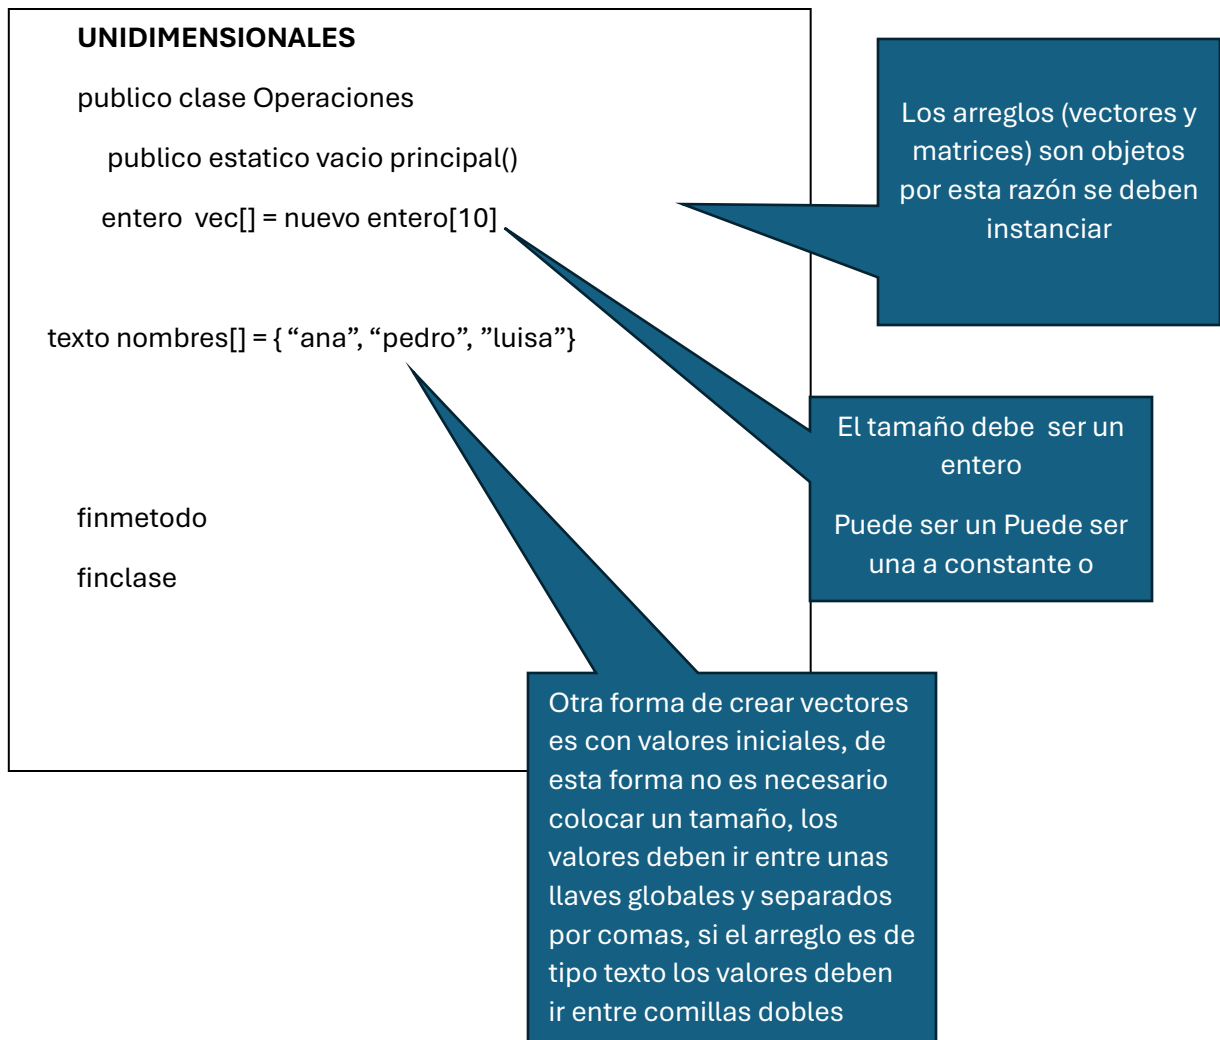 UNIDIMENSIONALES
publico clase Operaciones
publico estatico vacio principal()
entero  vec[] = nuevo entero[10]
texto nombres[] = { “ana”, “pedro”, ”luisa”}
finmetodo
finclase
Los arreglos (vectores y
matrices) son objetos
por esta razón se deben
instanciar
El tamaño debe  ser un
entero
Puede ser un Puede ser
una a constante o
Otra forma de crear vectores
es con valores iniciales, de
esta forma no es necesario
colocar un tamaño, los
valores deben ir entre unas
llaves globales y separados
por comas, si el arreglo es de
tipo texto los valores deben
ir entre comillas dobles